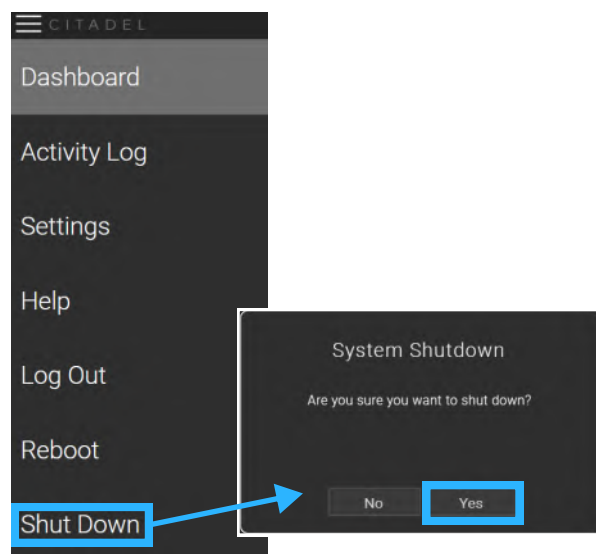 CITADEL
Dashboard
Activity Log
Settings
Help
Log Out
Reboot
Shut Down
System Shutdown
Are you sure you want to shut down?
No
Yes